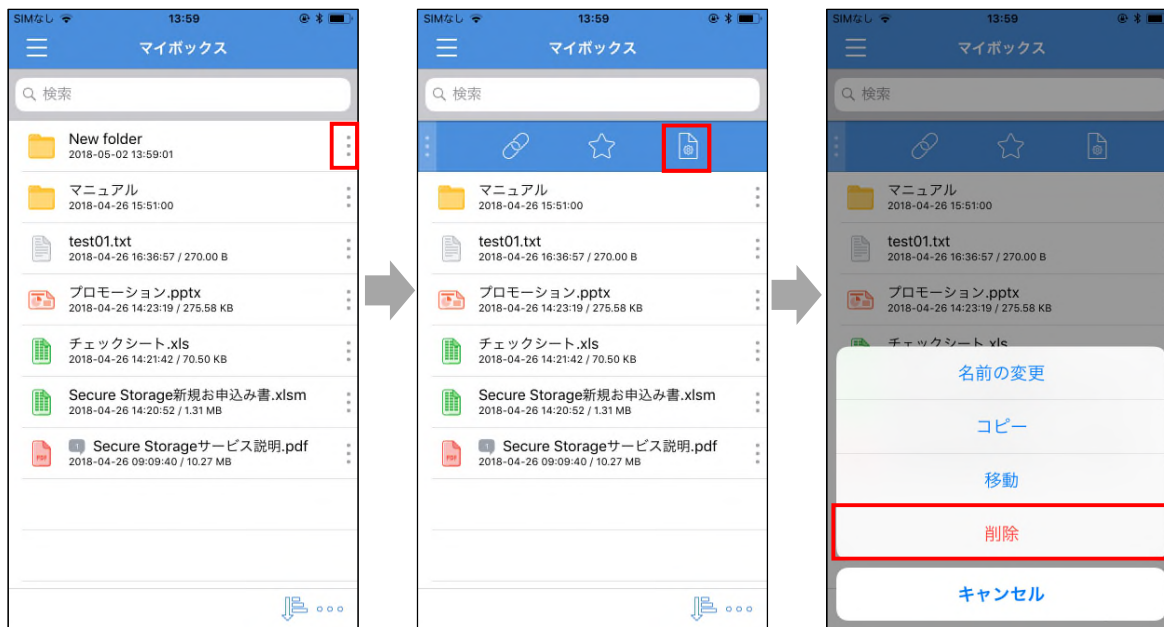 SIMなし 13:59
マイボックス
検索
New folder
2018-05-02 13:59:01
マニュアル
2018-04-26 15:51:00
test01.txt
2018-04-26 16:36:57 / 270.00 B
プロモーション.pptx
2018-04-26 14:23:19 / 275.58 KB
チェックシート.xls
2018-04-26 14:21:42 / 70.50 KB
Secure Storage新規お申込み書.xlsm
2018-04-26 14:20:52 / 1.31 MB
1 Secure Storageサービス説明.pdf
PDF
2018-04-26 09:09:40 / 10.27 MB
SIMなし 13:59
マイボックス
検索
マニュアル
2018-04-26 15:51:00
test01.txt
2018-04-26 16:36:57 / 270.00 B
プロモーション.pptx
2018-04-26 14:23:19 / 275.58 KB
チェックシート.xls
2018-04-26 14:21:42 / 70.50 KB
Secure Storage新規お申込み書.xlsm
2018-04-26 14:20:52 / 1.31 MB
1 Secure Storageサービス説明.pdf
PDF
2018-04-26 09:09:40 / 10.27 MB
SIMなし 13:59
マイボックス
検索
マニュアル
2018-04-26 15:51:00
test01.txt
2018-04-26 16:36:57 / 270.00 B
プロモーション.pptx
2018-04-26 14:23:19 / 275.58 KB
チェックシート.xls
名前の変更
コピー
移動
削除
キャンセル